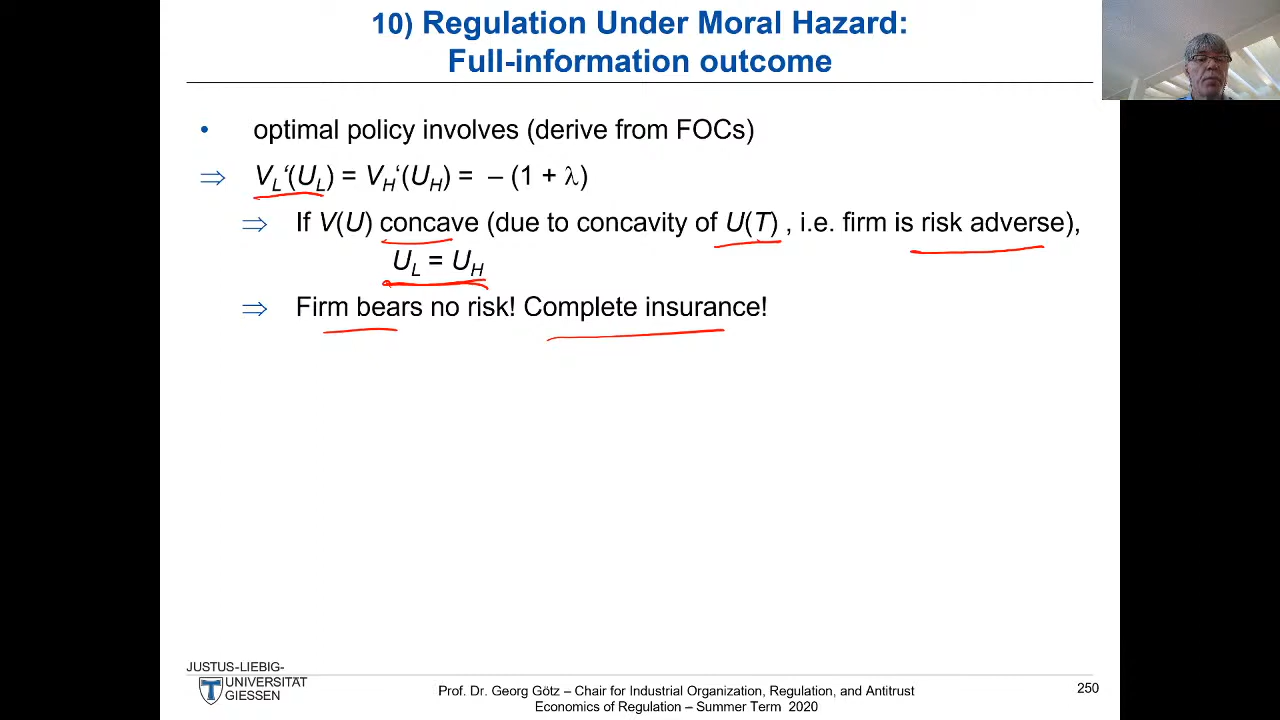 10) Regulation Under Moral Hazard:
Full-information outcome
• optimal policy involves (derive from FOCs)
⇒ V_L‘(U_L) = V_H‘(U_H) = – (1 + λ)
⇒ If V(U) concave (due to concavity of U(T) , i.e. firm is risk adverse),
U_L = U_H
⇒ Firm bears no risk! Complete insurance!
JUSTUS-LIEBIG-
UNIVERSITÄT
GIESSEN
Prof. Dr. Georg Götz – Chair for Industrial Organization, Regulation, and Antitrust
Economics of Regulation – Summer Term 2020
250